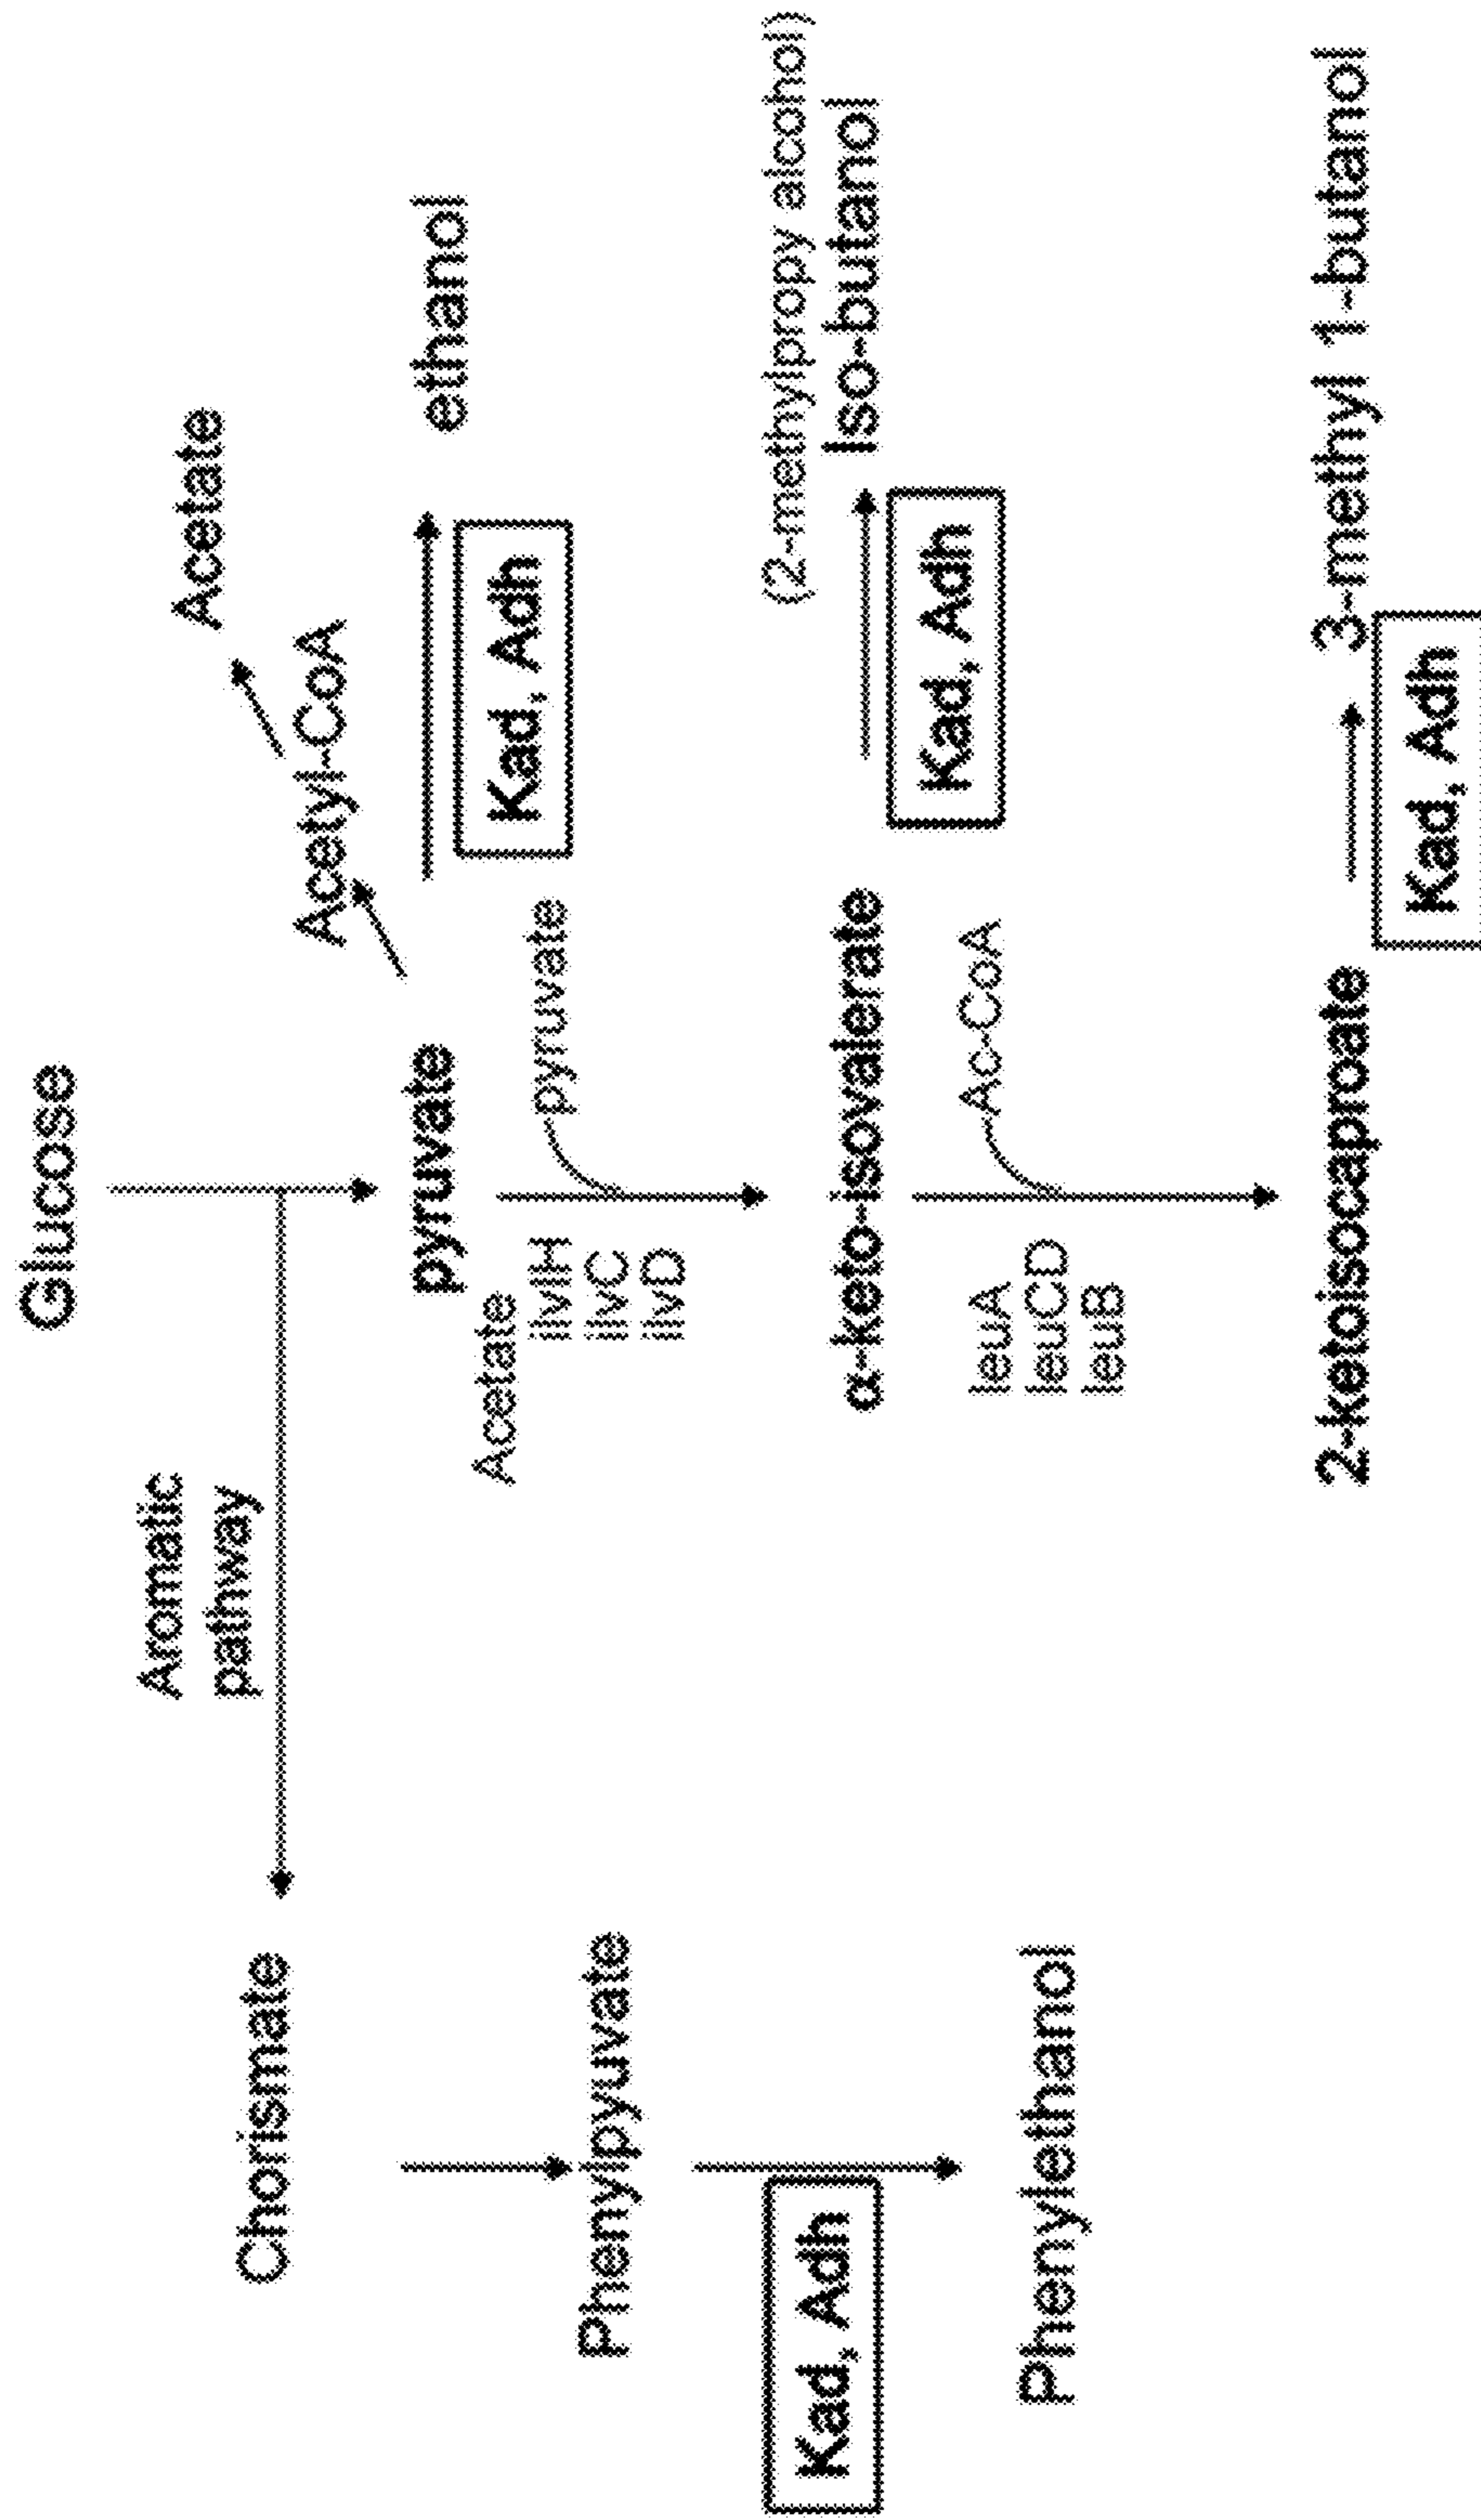 Glucose
Aromatic
pathway
Acetate
Chorismate
Acetyl-CoA
pyruvate
ethanol
Acetate
Kad, Adh
ilvIH
pyruvate
ilvC
ilvD
Phenylpyuvate
(2-methylpropy alcohol)
Iso-butanol
α-keto-isovalerate
Kad, Adh
Kad, Adh
leuA
Ac-CoA
leuCD
leuB
Phenylethanol
2-ketoisocaproate
3-methyl 1-butanol
Kad, Adh